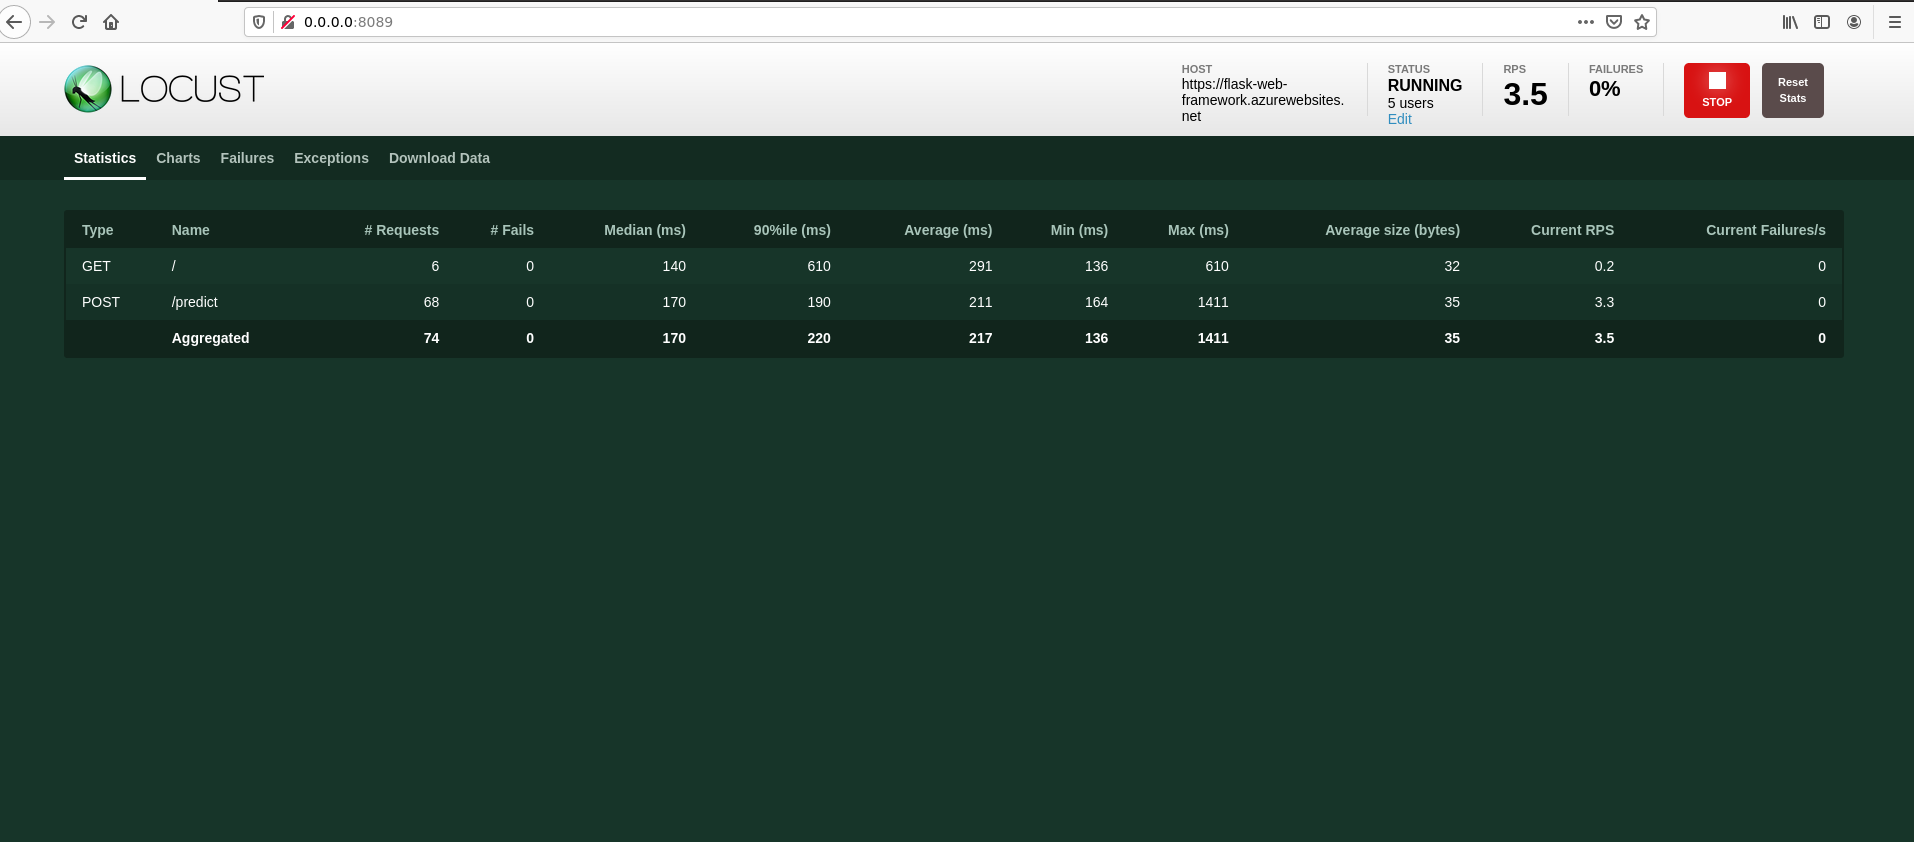 0.0.0.0:8089
LOCUST
HOST
https://flask-web-
framework.azurewebsites.
net
STATUS
RUNNING
5 users
Edit
RPS
3.5
FAILURES
0%
STOP
Reset
Stats
Statistics Charts Failures Exceptions Download Data
Type Name # Requests # Fails Median (ms) 90%ile (ms) Average (ms) Min (ms) Max (ms) Average size (bytes) Current RPS Current Failures/s
GET / 6 0 140 610 291 136 610 32 0.2 0
POST /predict 68 0 170 190 211 164 1411 35 3.3 0
Aggregated 74 0 170 220 217 136 1411 35 3.5 0